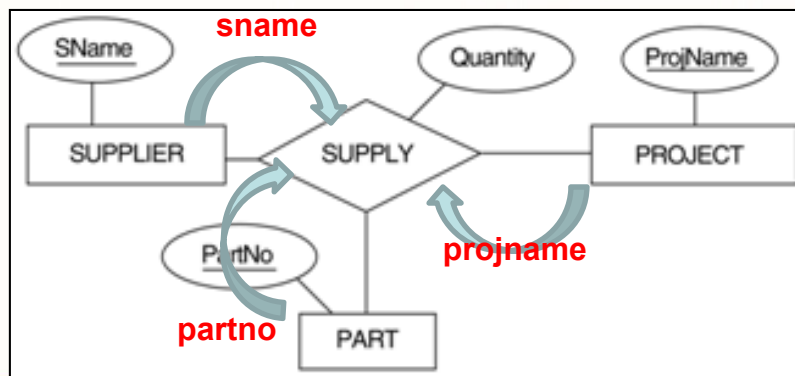 sname
SName
Quantity
ProjName
SUPPLIER
SUPPLY
PROJECT
PartNo
projname
partno
PART